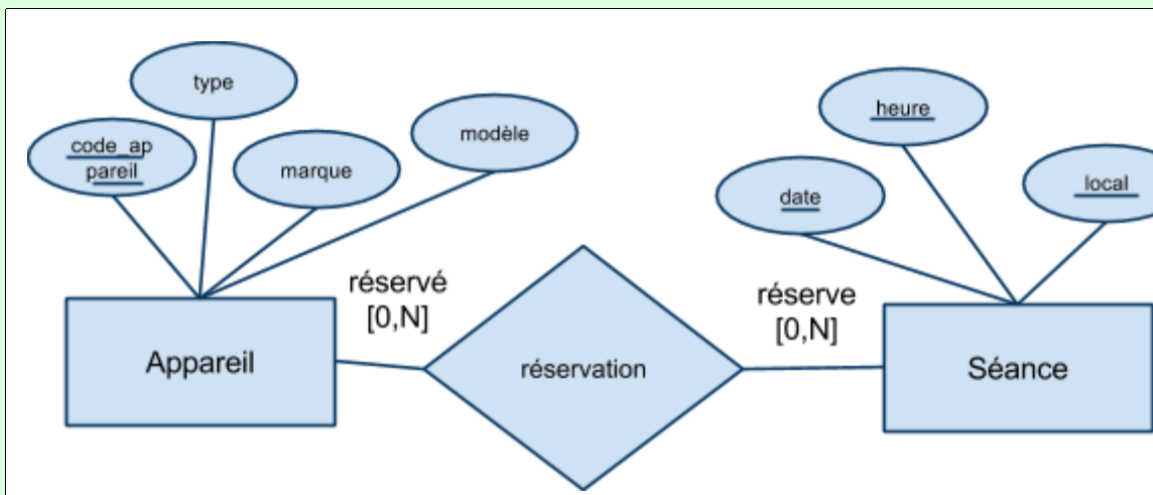 type
code_ap
pareil
marque
modèle
heure
date
local
réservé
[0,N]
réserve
[0,N]
Appareil
réservation
Séance